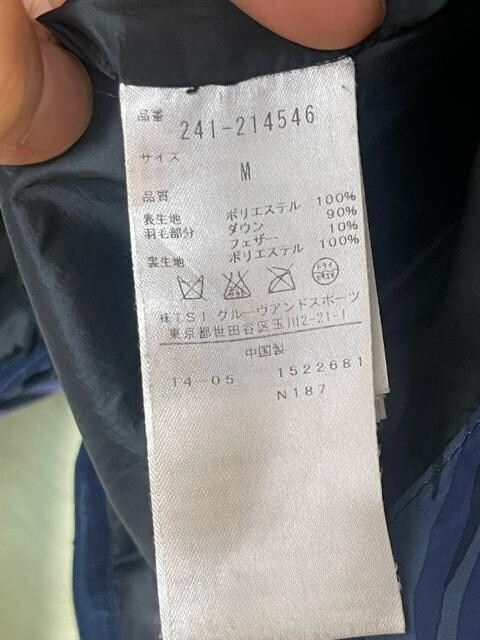 品番
241-214546
サイズ
M
品質
表生地 ポリエステル 100%
羽毛部分 ダウン 90%
フェザー 10%
裏生地 ポリエステル 100%
ドライ
㈱TSIグルーヴアンドスポーツ
東京都世田谷区玉川2-21-1
中国製
14-05 1522681
N187